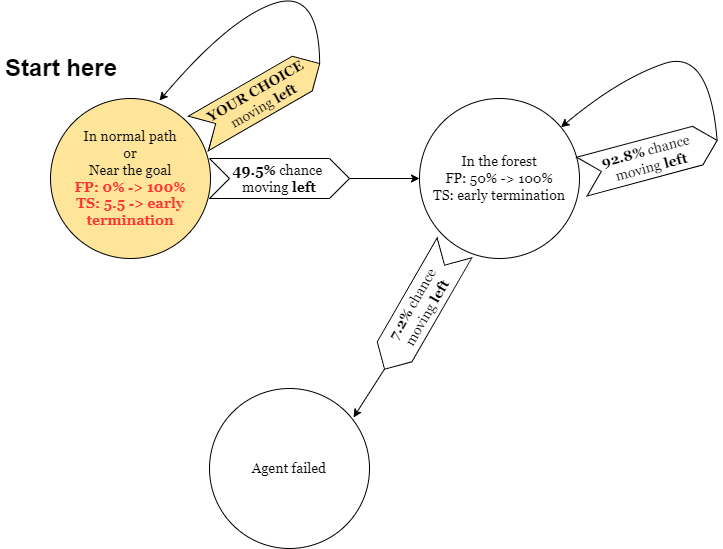 Start here
YOUR CHOICE
moving left
In normal path
or
Near the goal
FP: 0% -> 100%
TS: 5.5 -> early
termination
49.5% chance
moving left
In the forest
FP: 50% -> 100%
TS: early termination
92.8% chance
moving left
7.2% chance
moving left
Agent failed